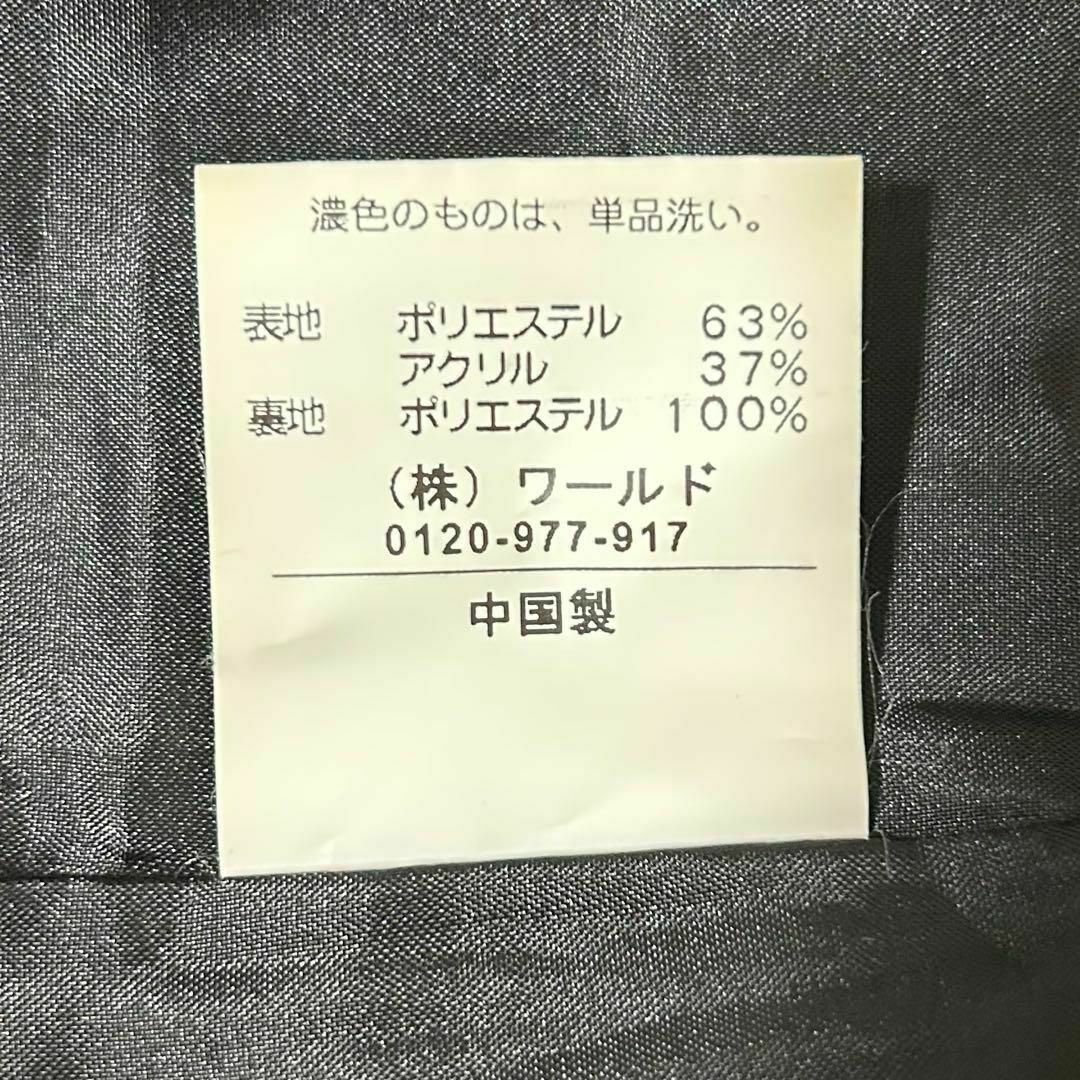 濃色のものは、単品洗い。
表地 ポリエステル 63%
アクリル 37%
裏地 ポリエステル 100%
（株）ワールド
0120-977-917
中国製